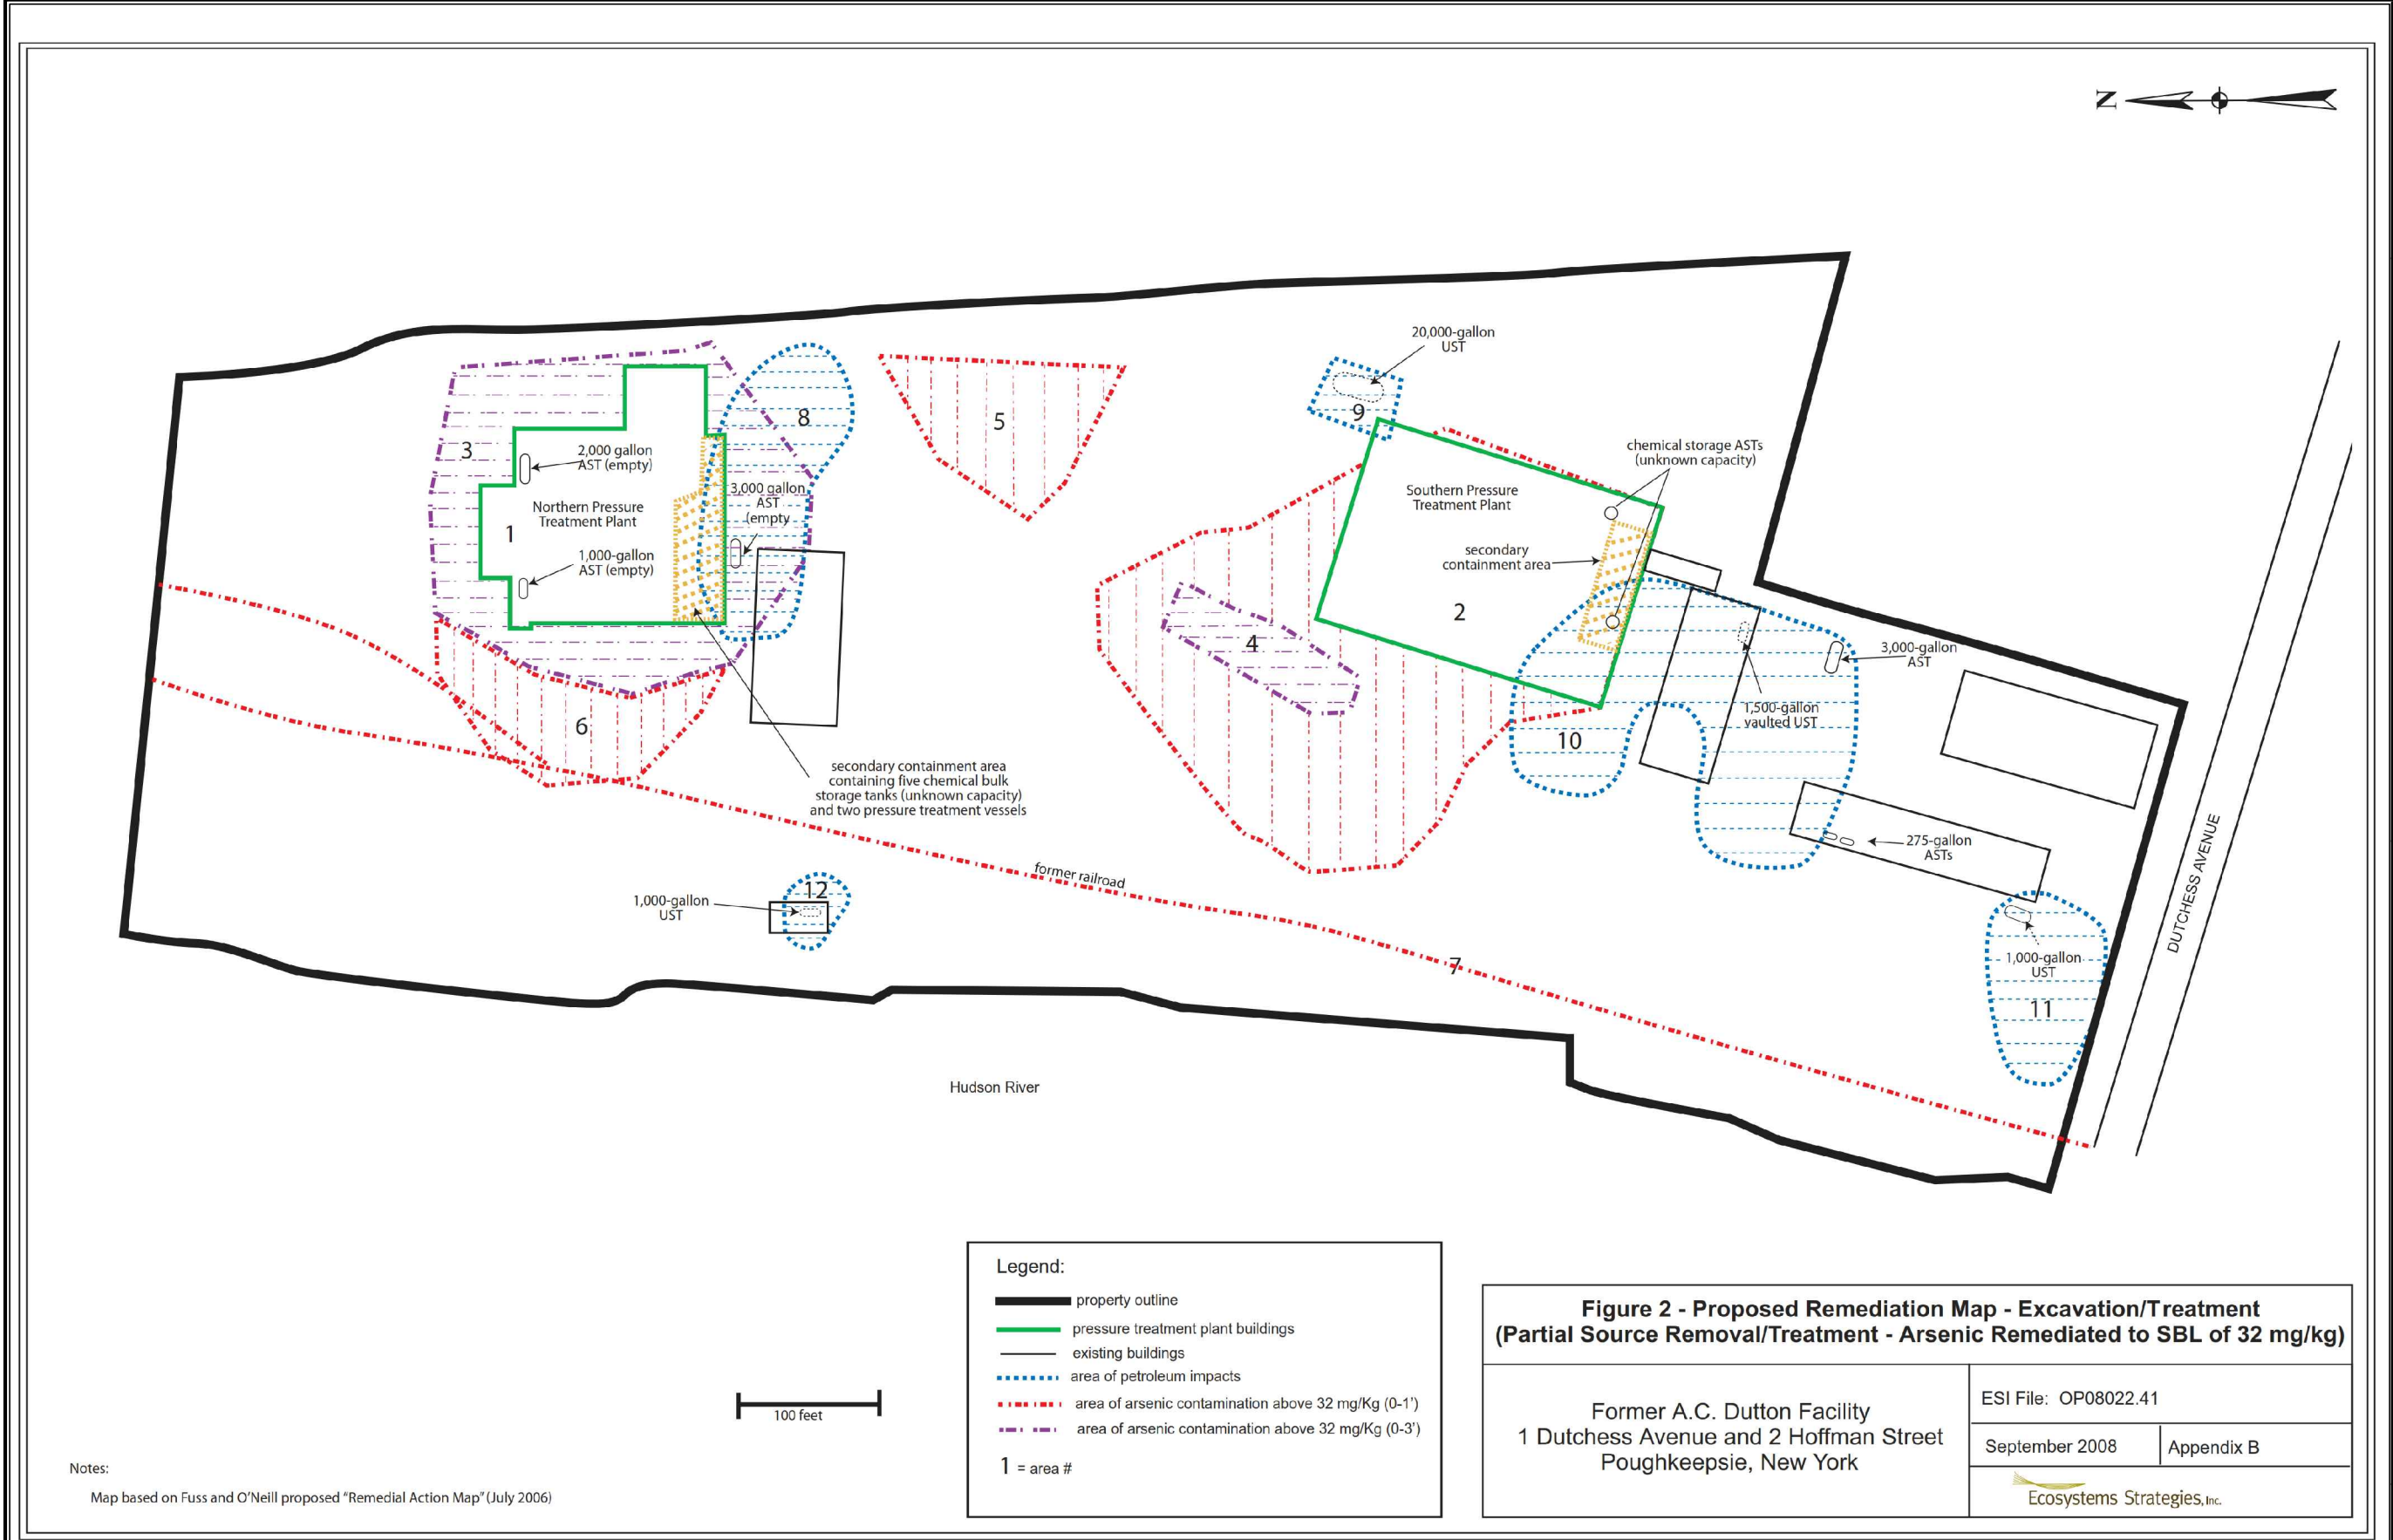 N
20,000-gallon
UST
9
8
5
3
2,000 gallon
AST (empty)
3,000 gallon
AST
(empty
Northern Pressure
Treatment Plant
1
1,000-gallon
AST (empty)
chemical storage ASTs
(unknown capacity)
Southern Pressure
Treatment Plant
secondary
containment area
2
4
3,000-gallon
AST
1,500-gallon
vaulted UST
6
10
secondary containment area
containing five chemical bulk
storage tanks (unknown capacity)
and two pressure treatment vessels
275-gallon
ASTs
DUTCHESS AVENUE
former railroad
12
1,000-gallon
UST
7
1,000-gallon
UST
11
Hudson River
Legend:
property outline
pressure treatment plant buildings
existing buildings
area of petroleum impacts
area of arsenic contamination above 32 mg/Kg (0-1')
area of arsenic contamination above 32 mg/Kg (0-3')
1 = area #
100 feet
Notes:
Map based on Fuss and O’Neill proposed “Remedial Action Map” (July 2006)
Figure 2 - Proposed Remediation Map - Excavation/Treatment
(Partial Source Removal/Treatment - Arsenic Remediated to SBL of 32 mg/kg)
Former A.C. Dutton Facility
1 Dutchess Avenue and 2 Hoffman Street
Poughkeepsie, New York
ESI File: OP08022.41
September 2008
Appendix B
Ecosystems Strategies, Inc.